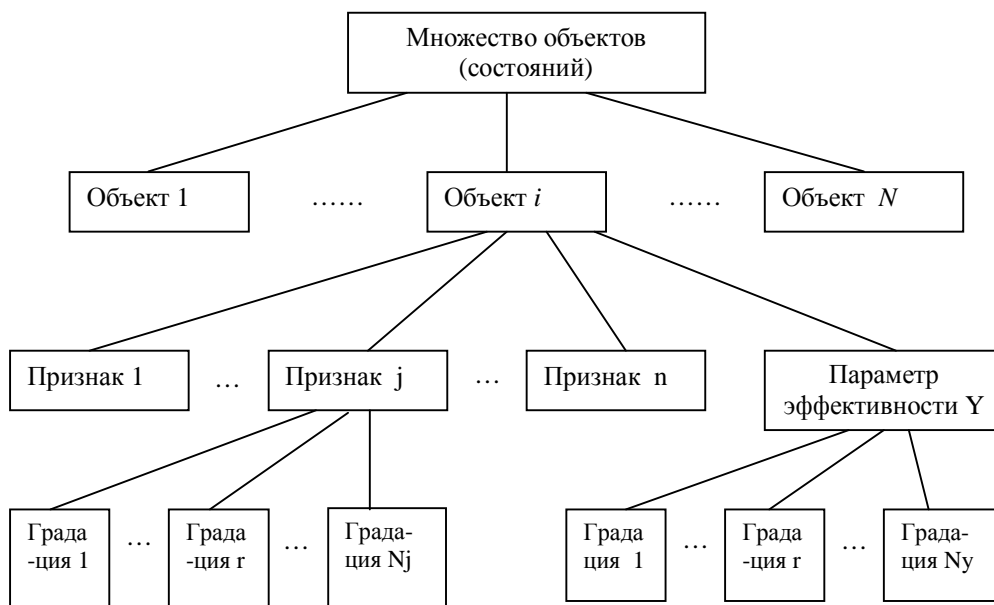 Множество объектов
(состояний)
Объект 1
……
Объект i
……
Объект N
Признак 1
…
Признак j
…
Признак n
Параметр
эффективности Y
Града
-ция 1
…
Града
-ция r
…
Града-
ция Nj
Града
ция 1
…
Града
-ция r
…
Града-
ция Ny